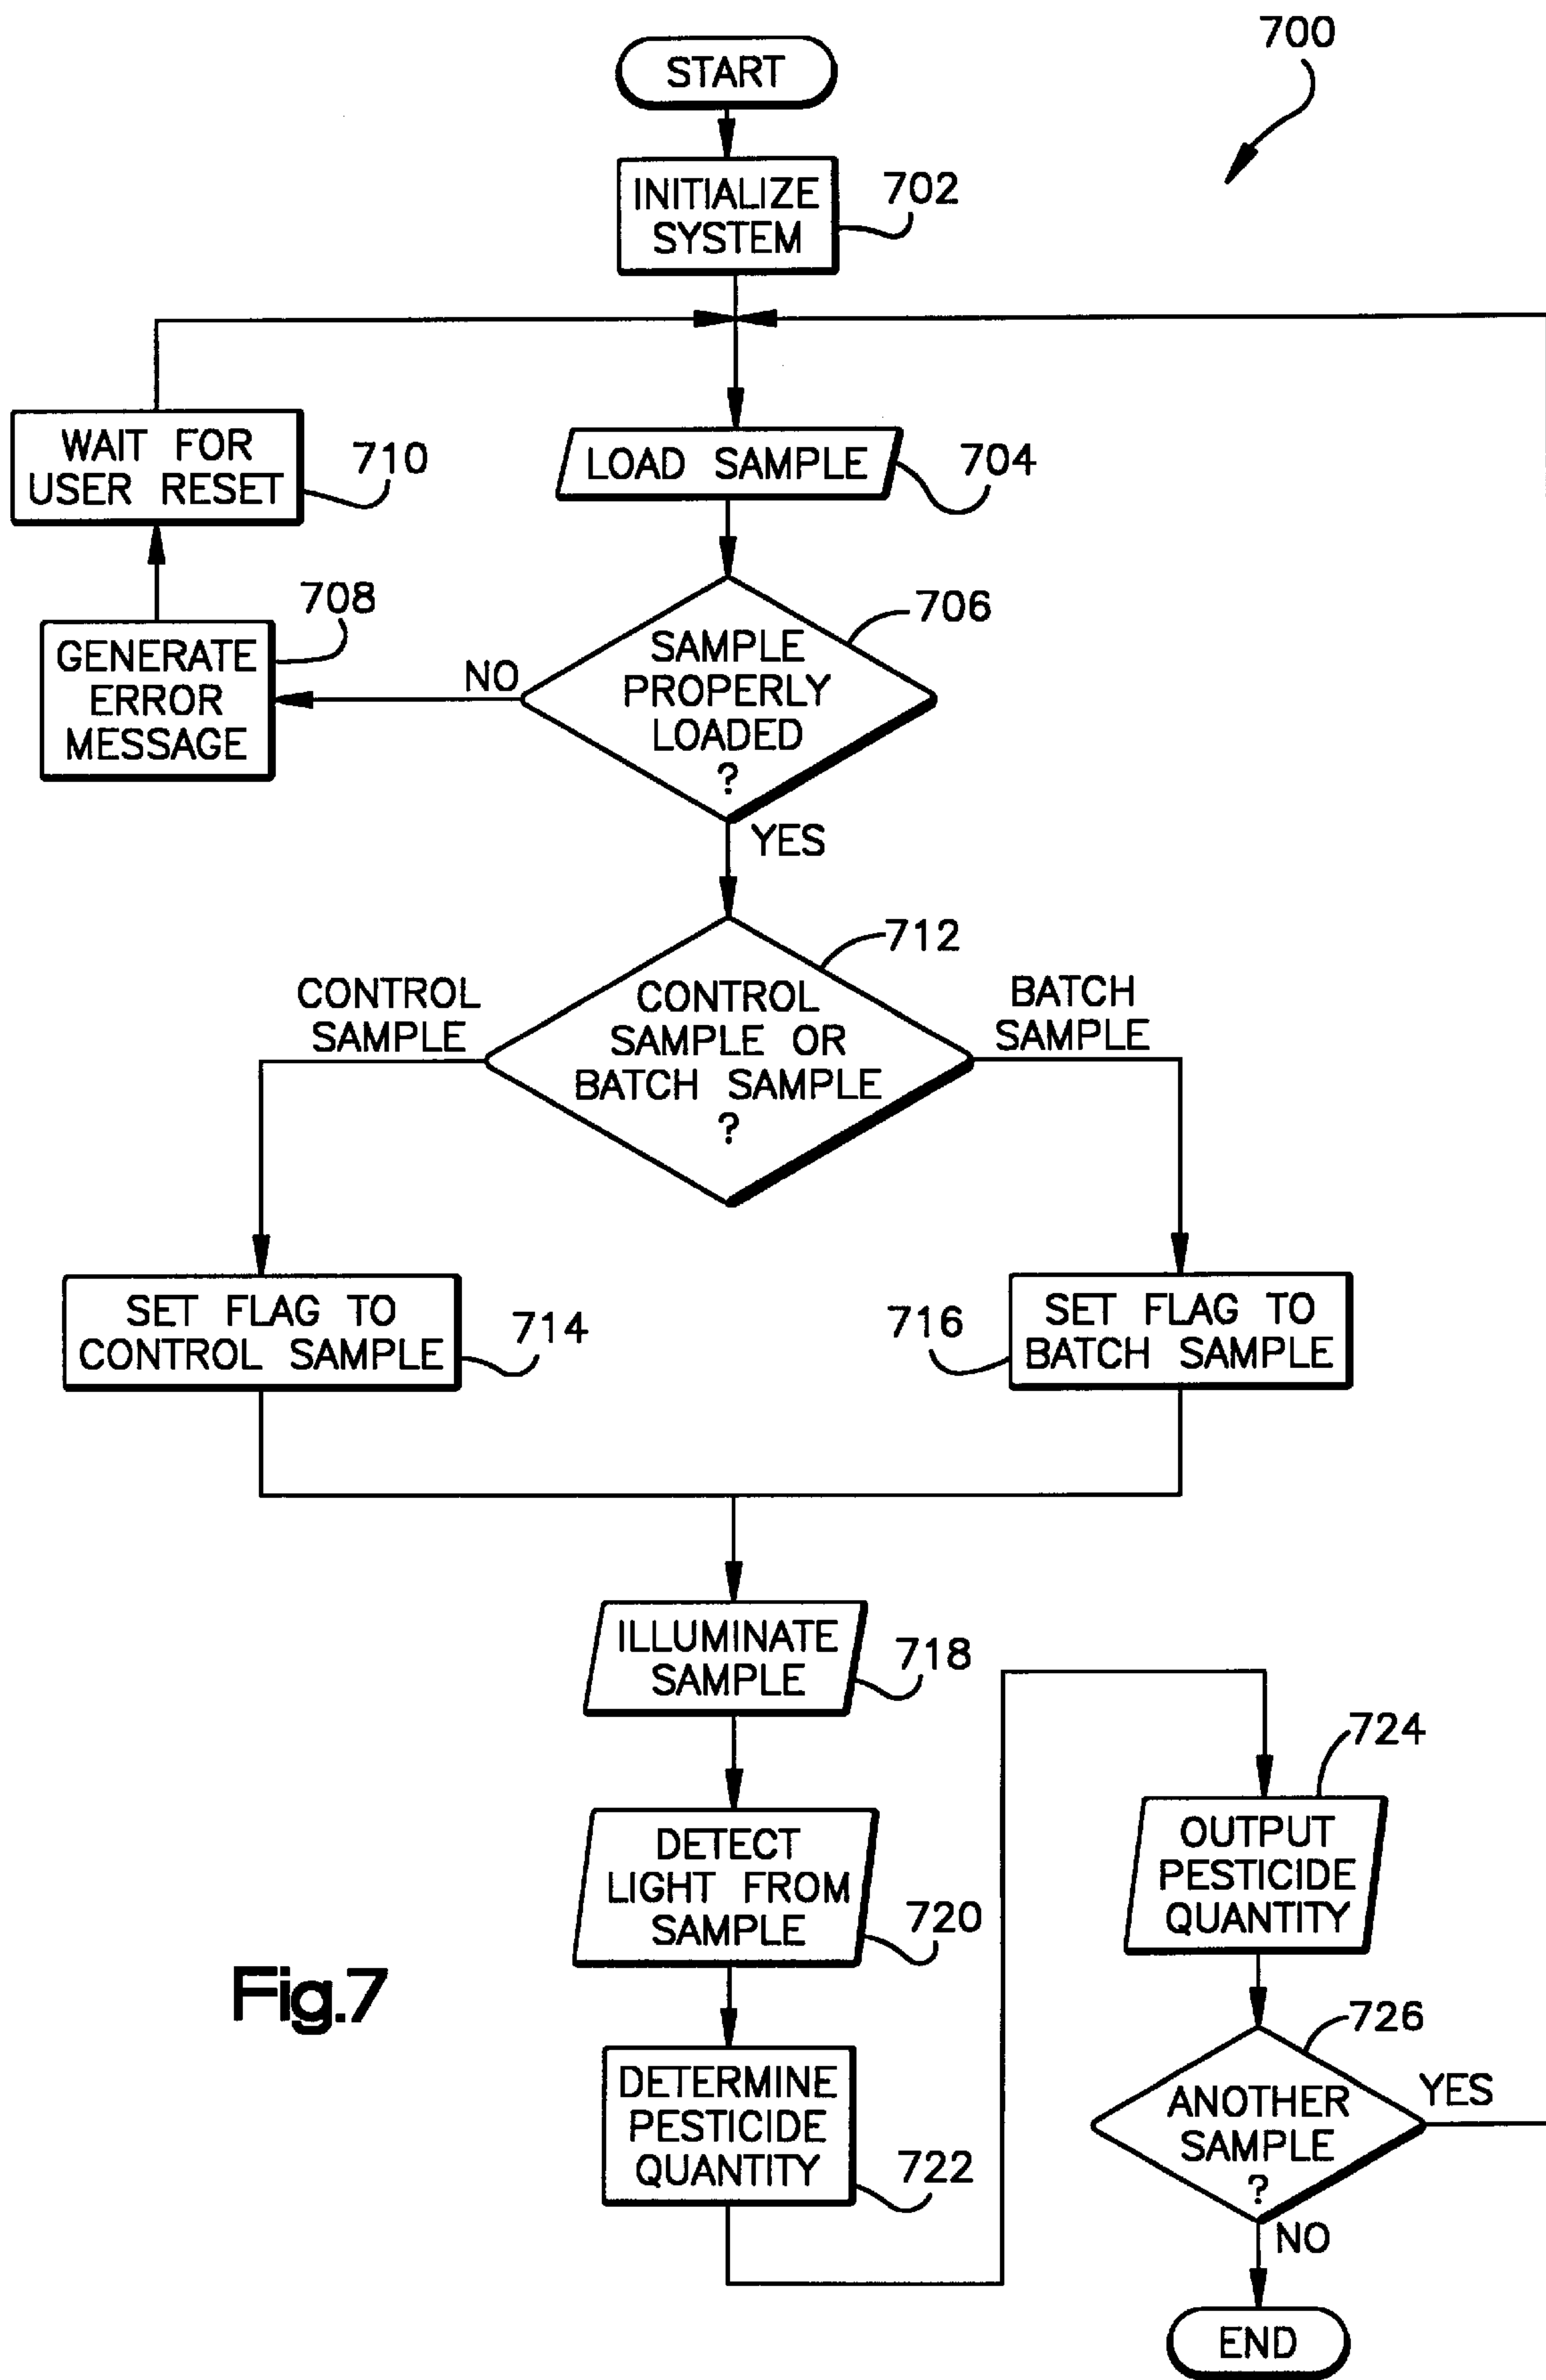 700
START
INITIALIZE
SYSTEM
702
WAIT FOR
USER RESET
710
LOAD SAMPLE
704
708
GENERATE
ERROR
MESSAGE
NO
706
SAMPLE
PROPERLY
LOADED
?
YES
712
CONTROL
SAMPLE
CONTROL
SAMPLE OR
BATCH SAMPLE
?
BATCH
SAMPLE
SET FLAG TO
CONTROL SAMPLE
714
716
SET FLAG TO
BATCH SAMPLE
ILLUMINATE
SAMPLE
718
DETECT
LIGHT FROM
SAMPLE
720
DETERMINE
PESTICIDE
QUANTITY
722
724
OUTPUT
PESTICIDE
QUANTITY
726
ANOTHER
SAMPLE
?
YES
NO
END
Fig.7